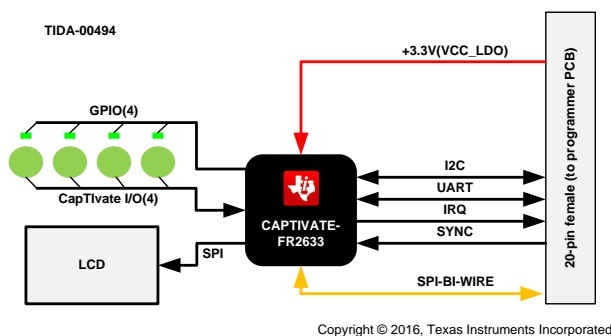 TIDA-00494
+3.3V(VCC_LDO)
GPIO(4)
CapTIvate I/O(4)
LCD
SPI
CAPTIVATE-
FR2633
I2C
UART
IRQ
SYNC
SPI-BI-WIRE
20-pin female (to programmer PCB)
Copyright © 2016, Texas Instruments Incorporated